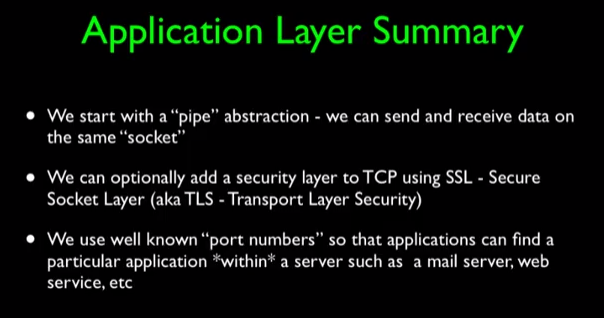 Application Layer Summary
• We start with a “pipe” abstraction - we can send and receive data on
the same “socket”
• We can optionally add a security layer to TCP using SSL - Secure
Socket Layer (aka TLS - Transport Layer Security)
• We use well known “port numbers” so that applications can find a
particular application *within* a server such as a mail server, web
service, etc